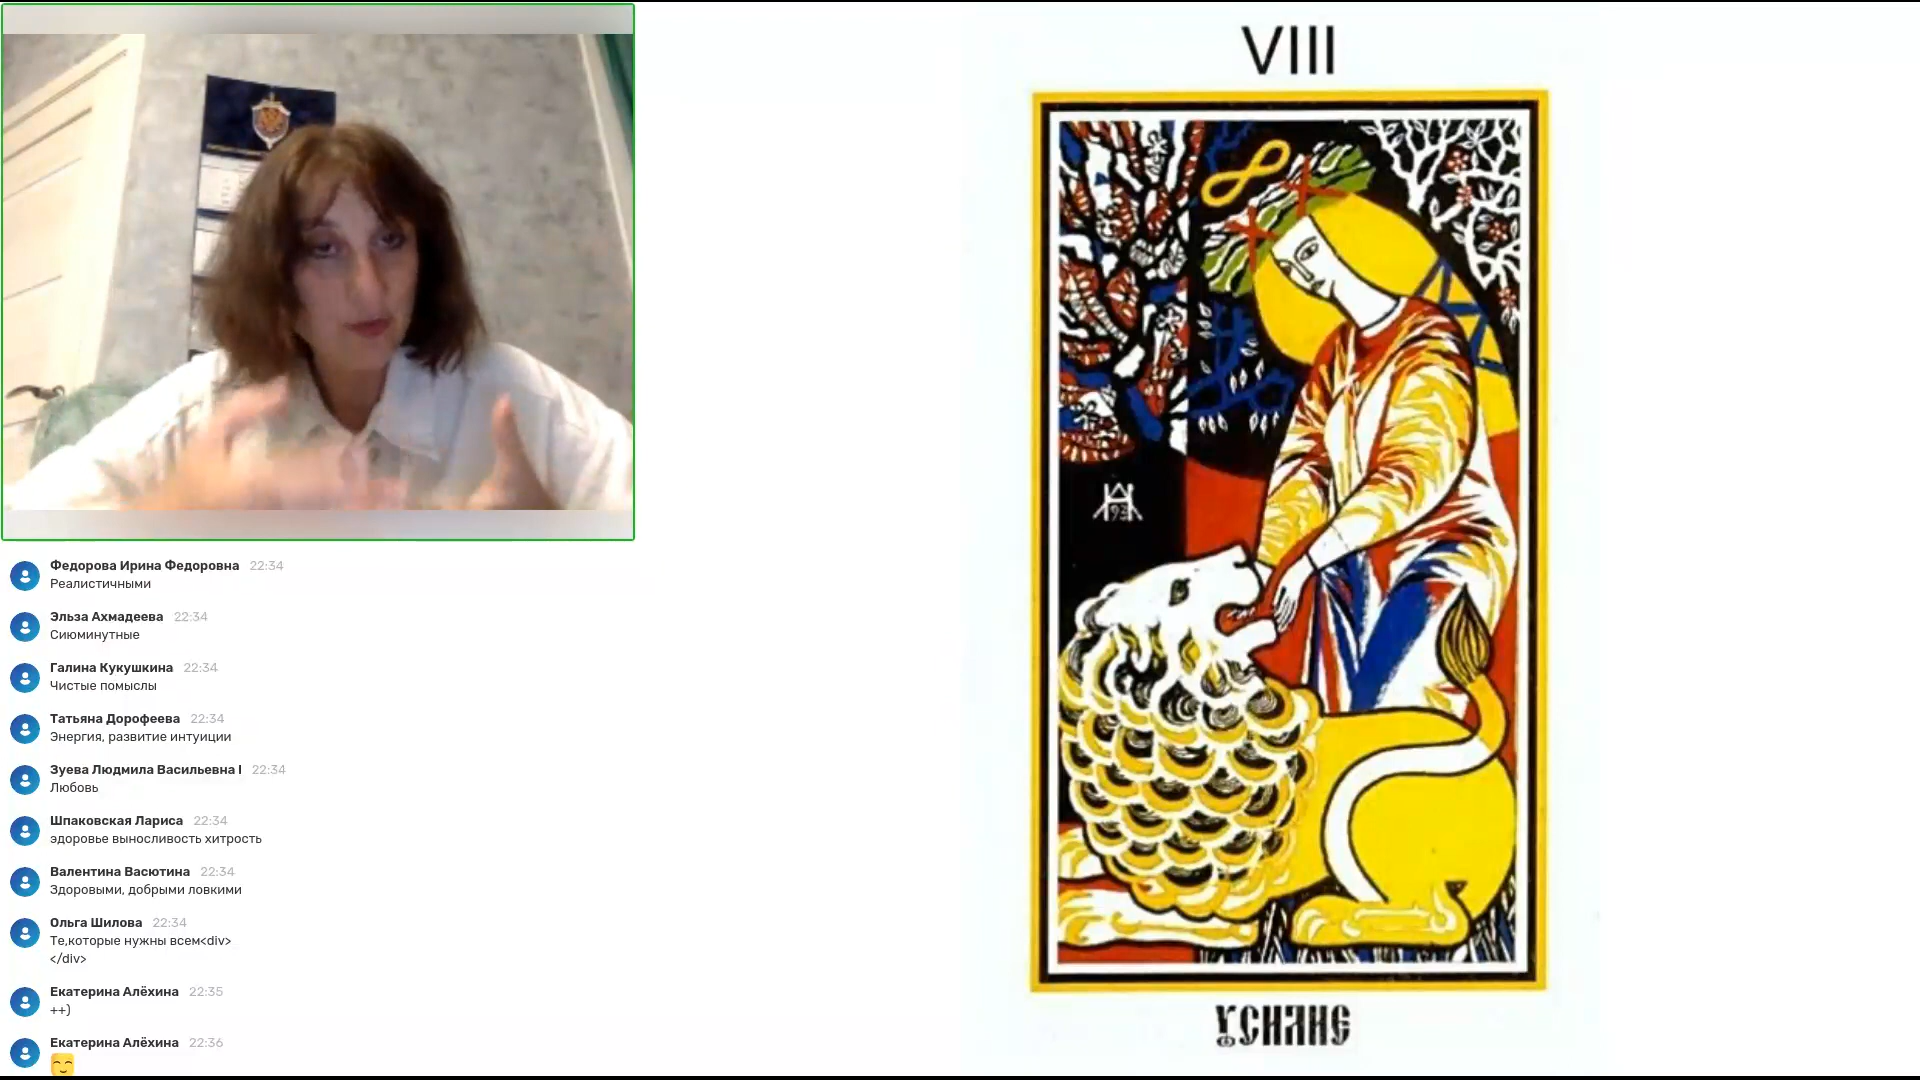 VIII
Федорова Ирина Федоровна 22:34
Реалистичными
Эльза Ахмадеева 22:34
Сиюминутные
Галина Кукушкина 22:34
Чистые помыслы
Татьяна Дорофеева 22:34
Энергия, развитие интуиции
Зуева Людмила Васильевна I 22:34
Любовь
Шпаковская Лариса 22:34
здоровье выносливость хитрость
Валентина Васютина 22:34
Здоровыми, добрыми ловкими
Ольга Шилова 22:34
Те,которые нужны всем<div>
</div>
Екатерина Алёхина 22:35
++)
Екатерина Алёхина 22:36
УСИЛИЕ